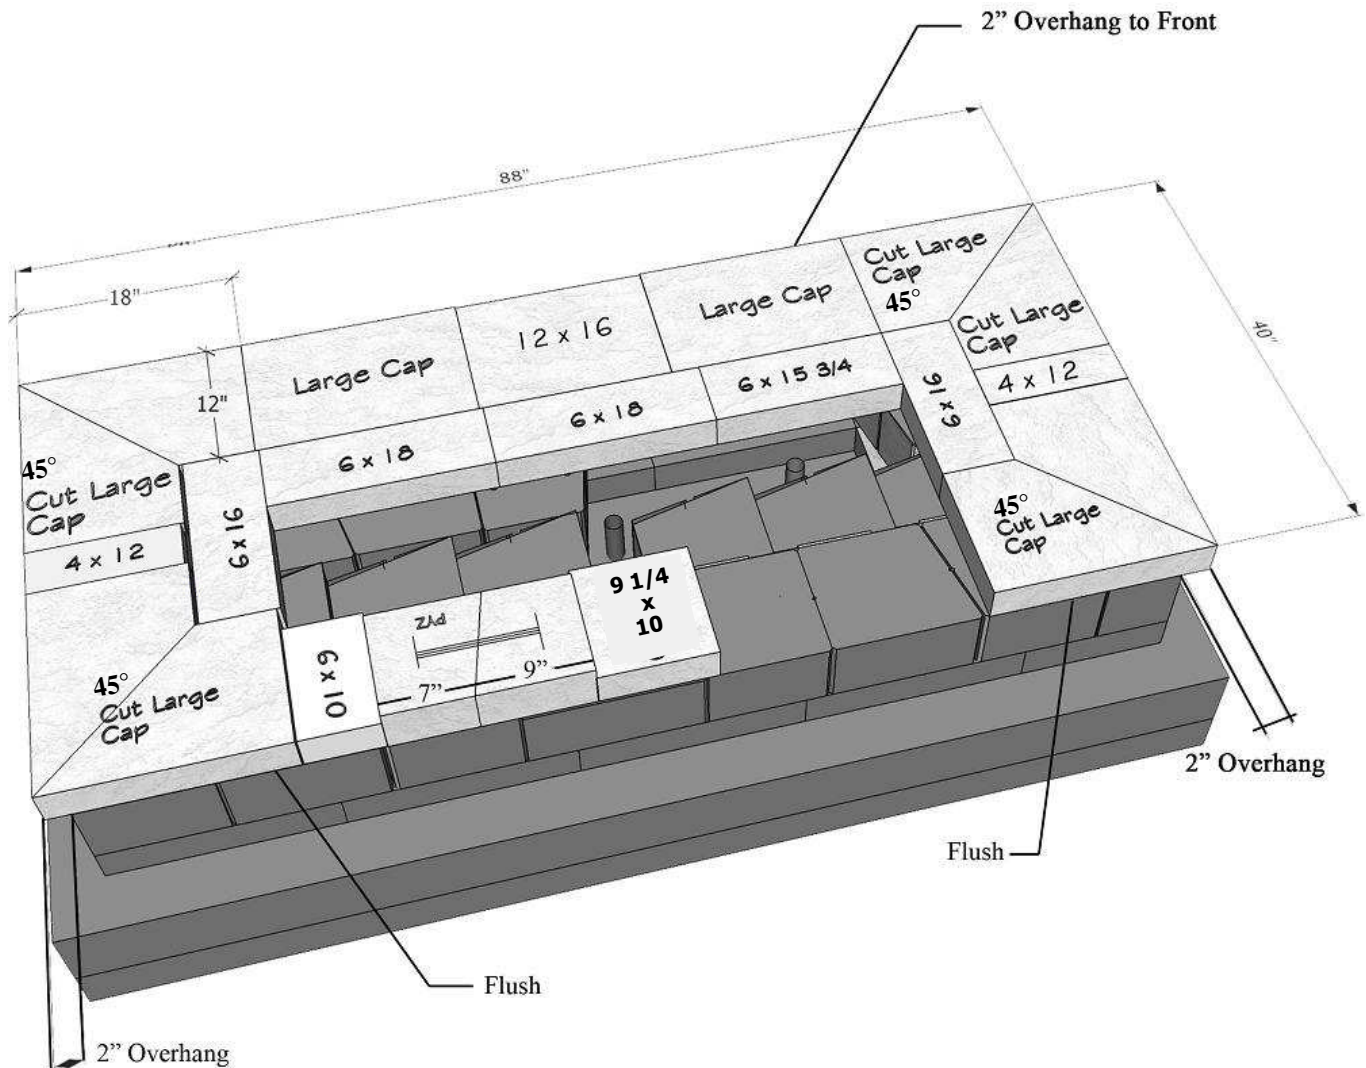 2” Overhang to Front
88"
18"
12"
40"
Large Cap
12 x 16
Large Cap
Cut Large
Cap
45°
Cut Large
Cap
4 x 12
6 x 18
6 x 18
6 x 15 3/4
6 x 16
6 x 16
45°
Cut Large
Cap
4 x 12
45°
Cut Large
Cap
6 x 10
7”
9”
9 1/4
x
10
45°
Cut Large
Cap
2” Overhang
Flush
Flush
2” Overhang